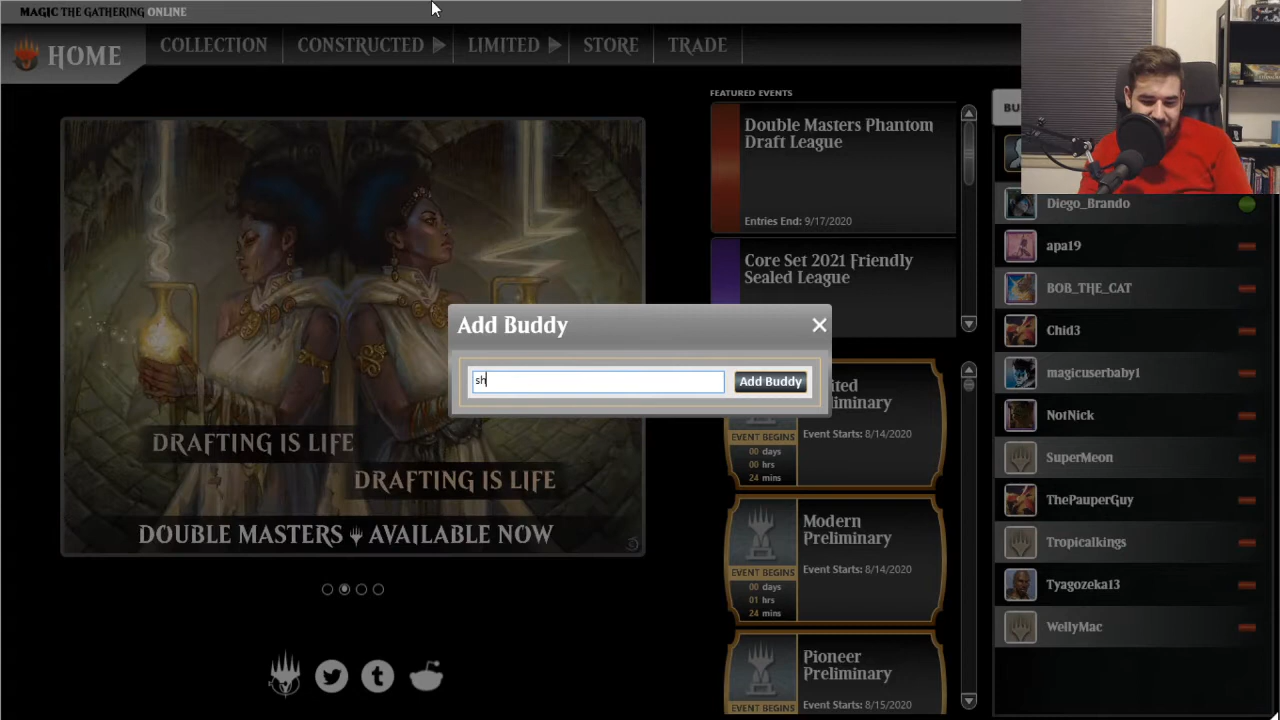 MAGIC THE GATHERING ONLINE
HOME
COLLECTION
CONSTRUCTED
LIMITED
STORE
TRADE
FEATURED EVENTS
Double Masters Phantom
Draft League
Entries End: 9/17/2020
Core Set 2021 Friendly
Sealed League
Add Buddy
sh
Add Buddy
DRAFTING IS LIFE
DRAFTING IS LIFE
DOUBLE MASTERS AVAILABLE NOW
Preliminary
Event Starts: 8/14/2020
EVENT BEGINS
00 days
00 hrs
24 mins
Modern
Preliminary
Event Starts: 8/14/2020
EVENT BEGINS
00 days
01 hrs
24 mins
Pioneer
Preliminary
Event Starts: 8/15/2020
EVENT BEGINS
BU
Diego_Brando
apa19
BOB_THE_CAT
Chid3
magicuserbaby1
NotNick
SuperMeon
ThePauperGuy
Tropicalkings
Tyagozeka13
WellyMac